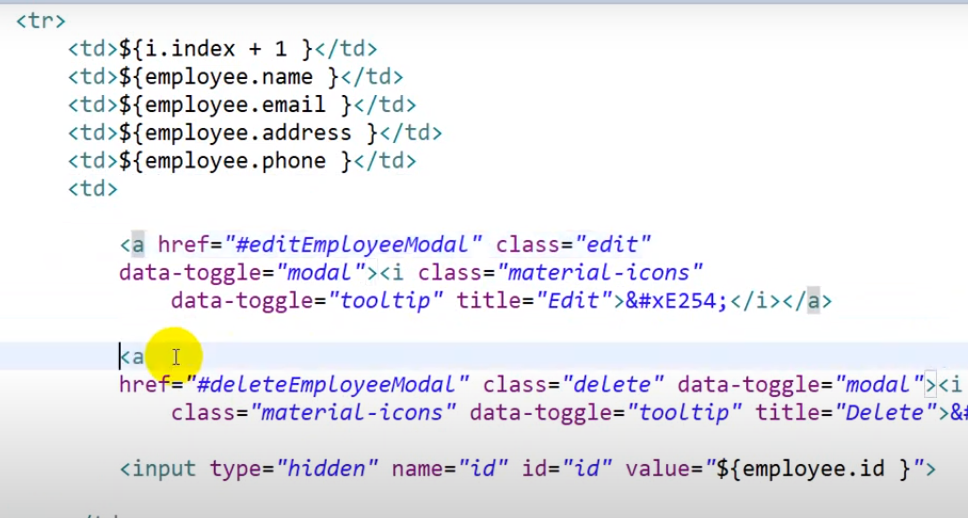 <tr>
<td>${i.index + 1 }</td>
<td>${employee.name }</td>
<td>${employee.email }</td>
<td>${employee.address }</td>
<td>${employee.phone }</td>
<td>
<a href="#editEmployeeModal" class="edit"
data-toggle="modal"><i class="material-icons"
data-toggle="tooltip" title="Edit">&#xE254;</i></a>
<a
href="#deleteEmployeeModal" class="delete" data-toggle="modal"><i
class="material-icons" data-toggle="tooltip" title="Delete">&#
<input type="hidden" name="id" id="id" value="${employee.id }">